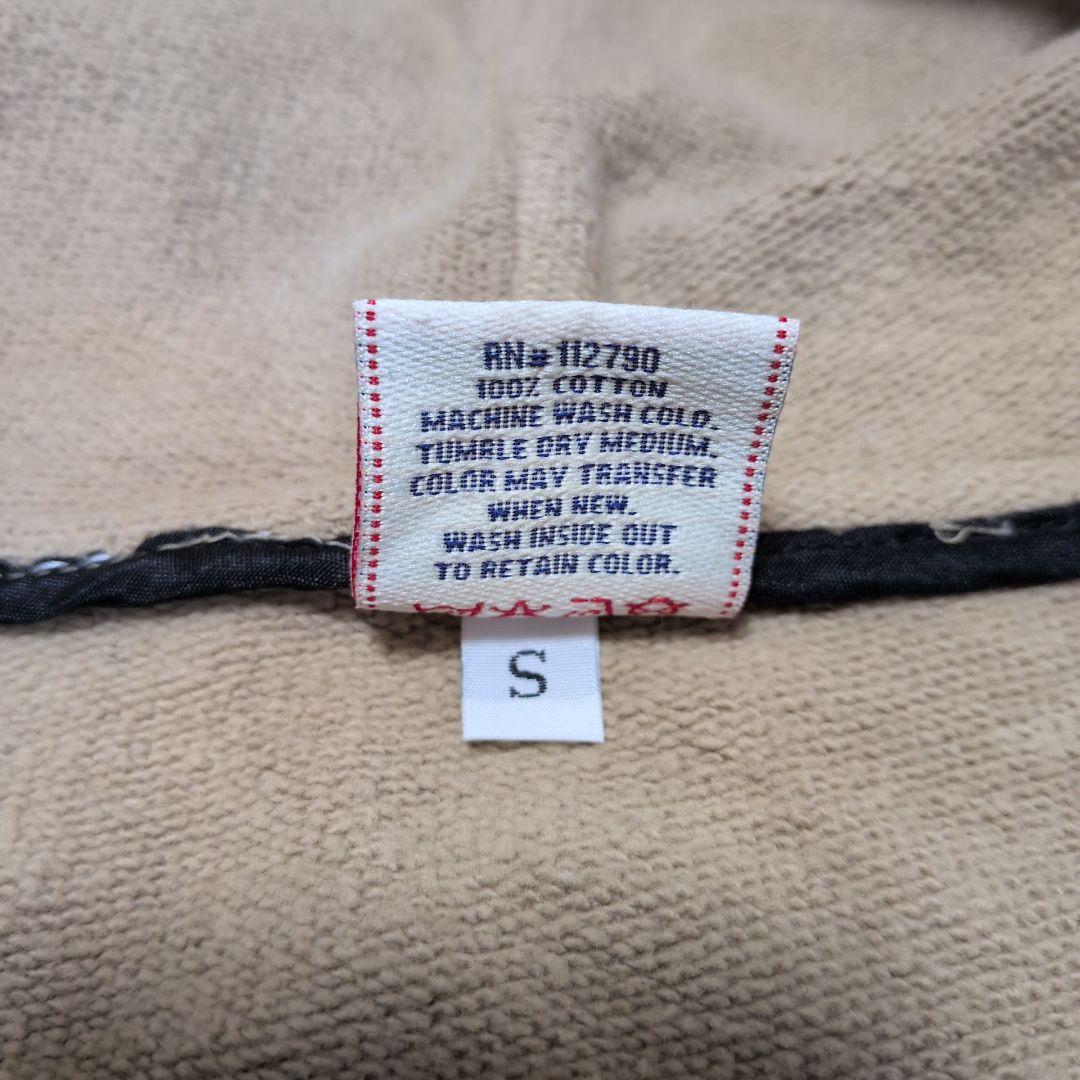 RN#112790
100% COTTON
MACHINE WASH COLD.
TUMBLE DRY MEDIUM.
COLOR MAY TRANSFER
WHEN NEW.
WASH INSIDE OUT
TO RETAIN COLOR.
S